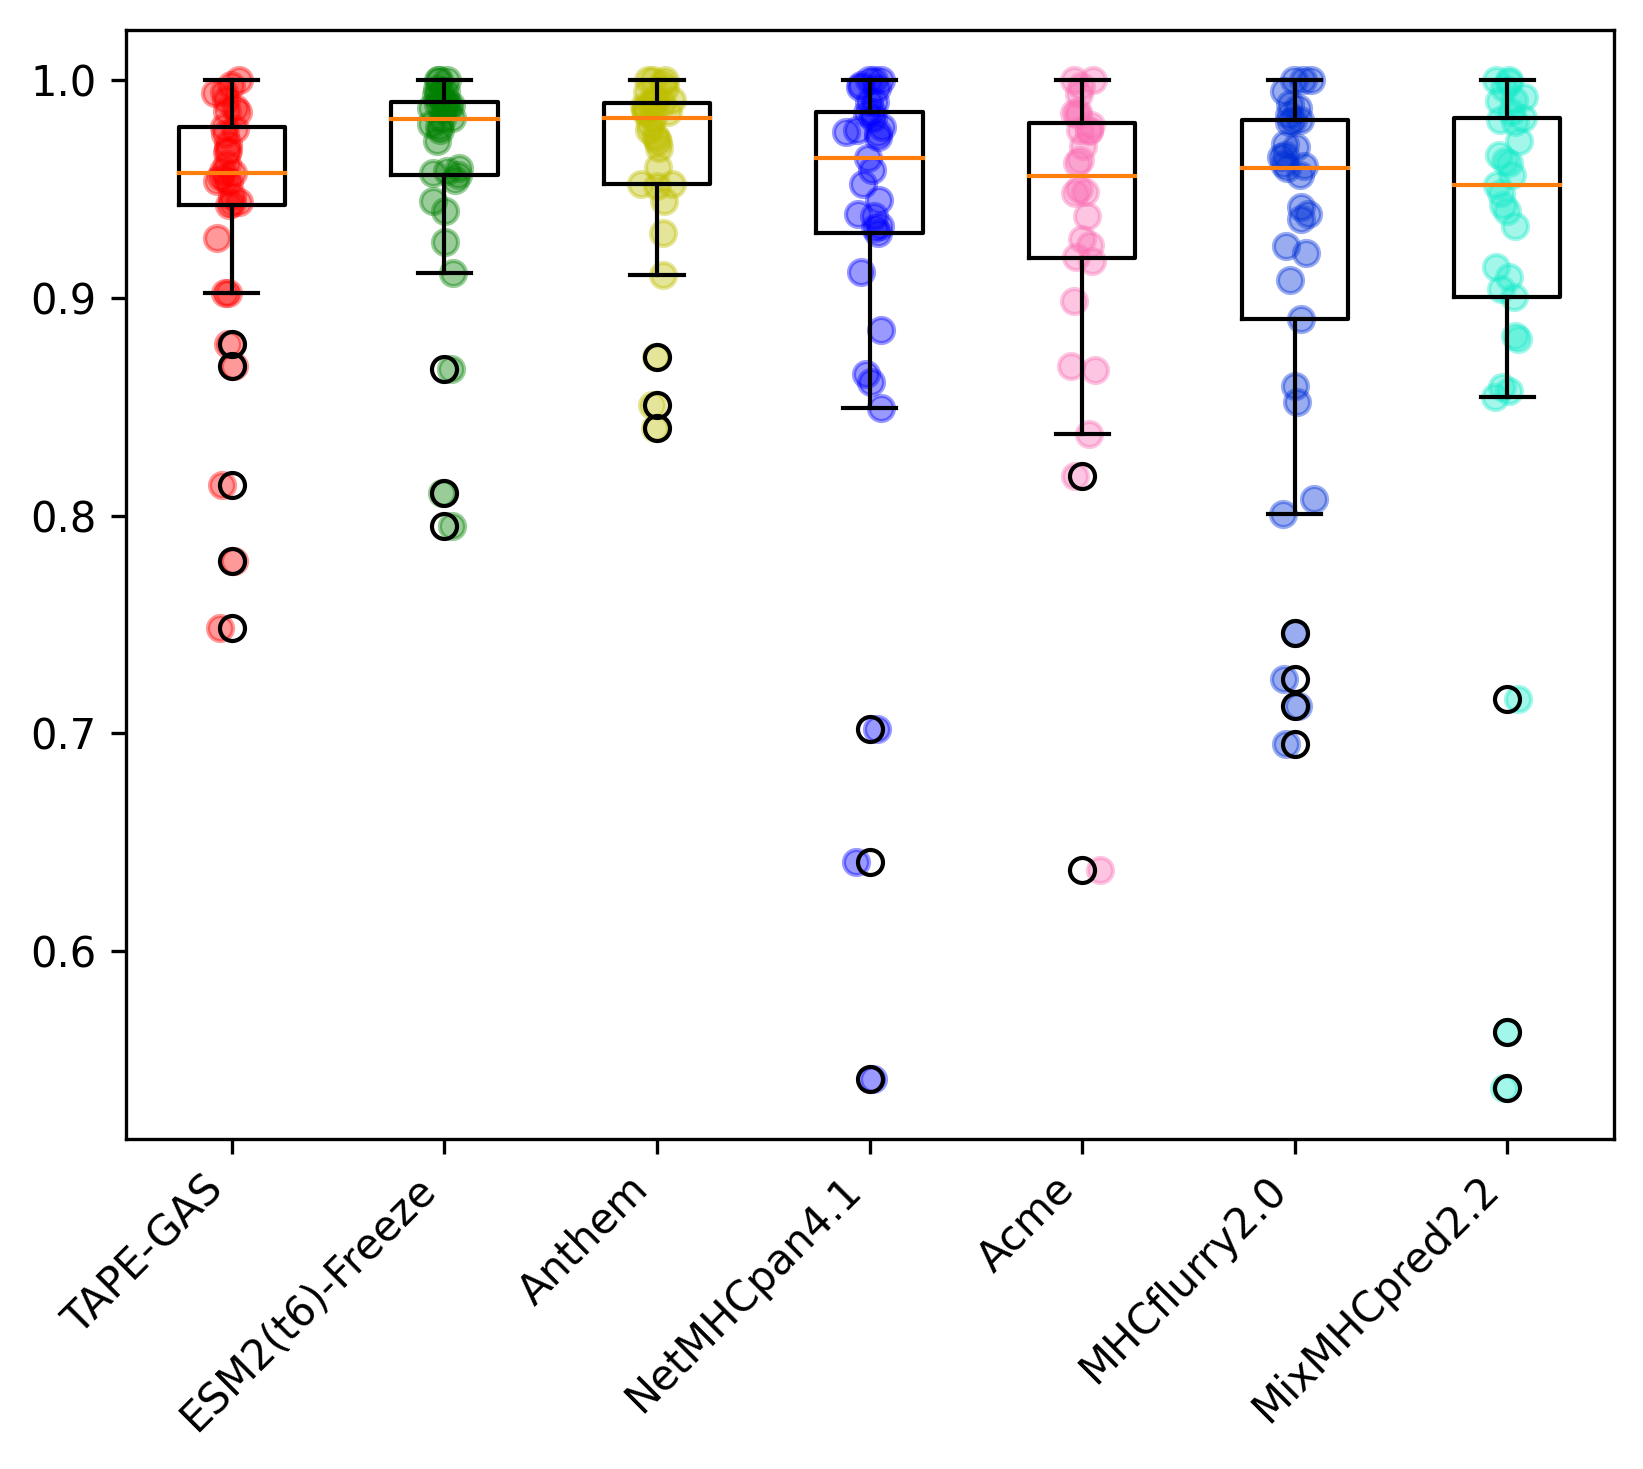 1.0
0.9
0.8
0.7
0.6
TAPE-GAS
ESM2(t6)-Freeze
Anthem
NetMHCpan4.1
Acme
MHCflurry2.0
MixMHCpred2.2